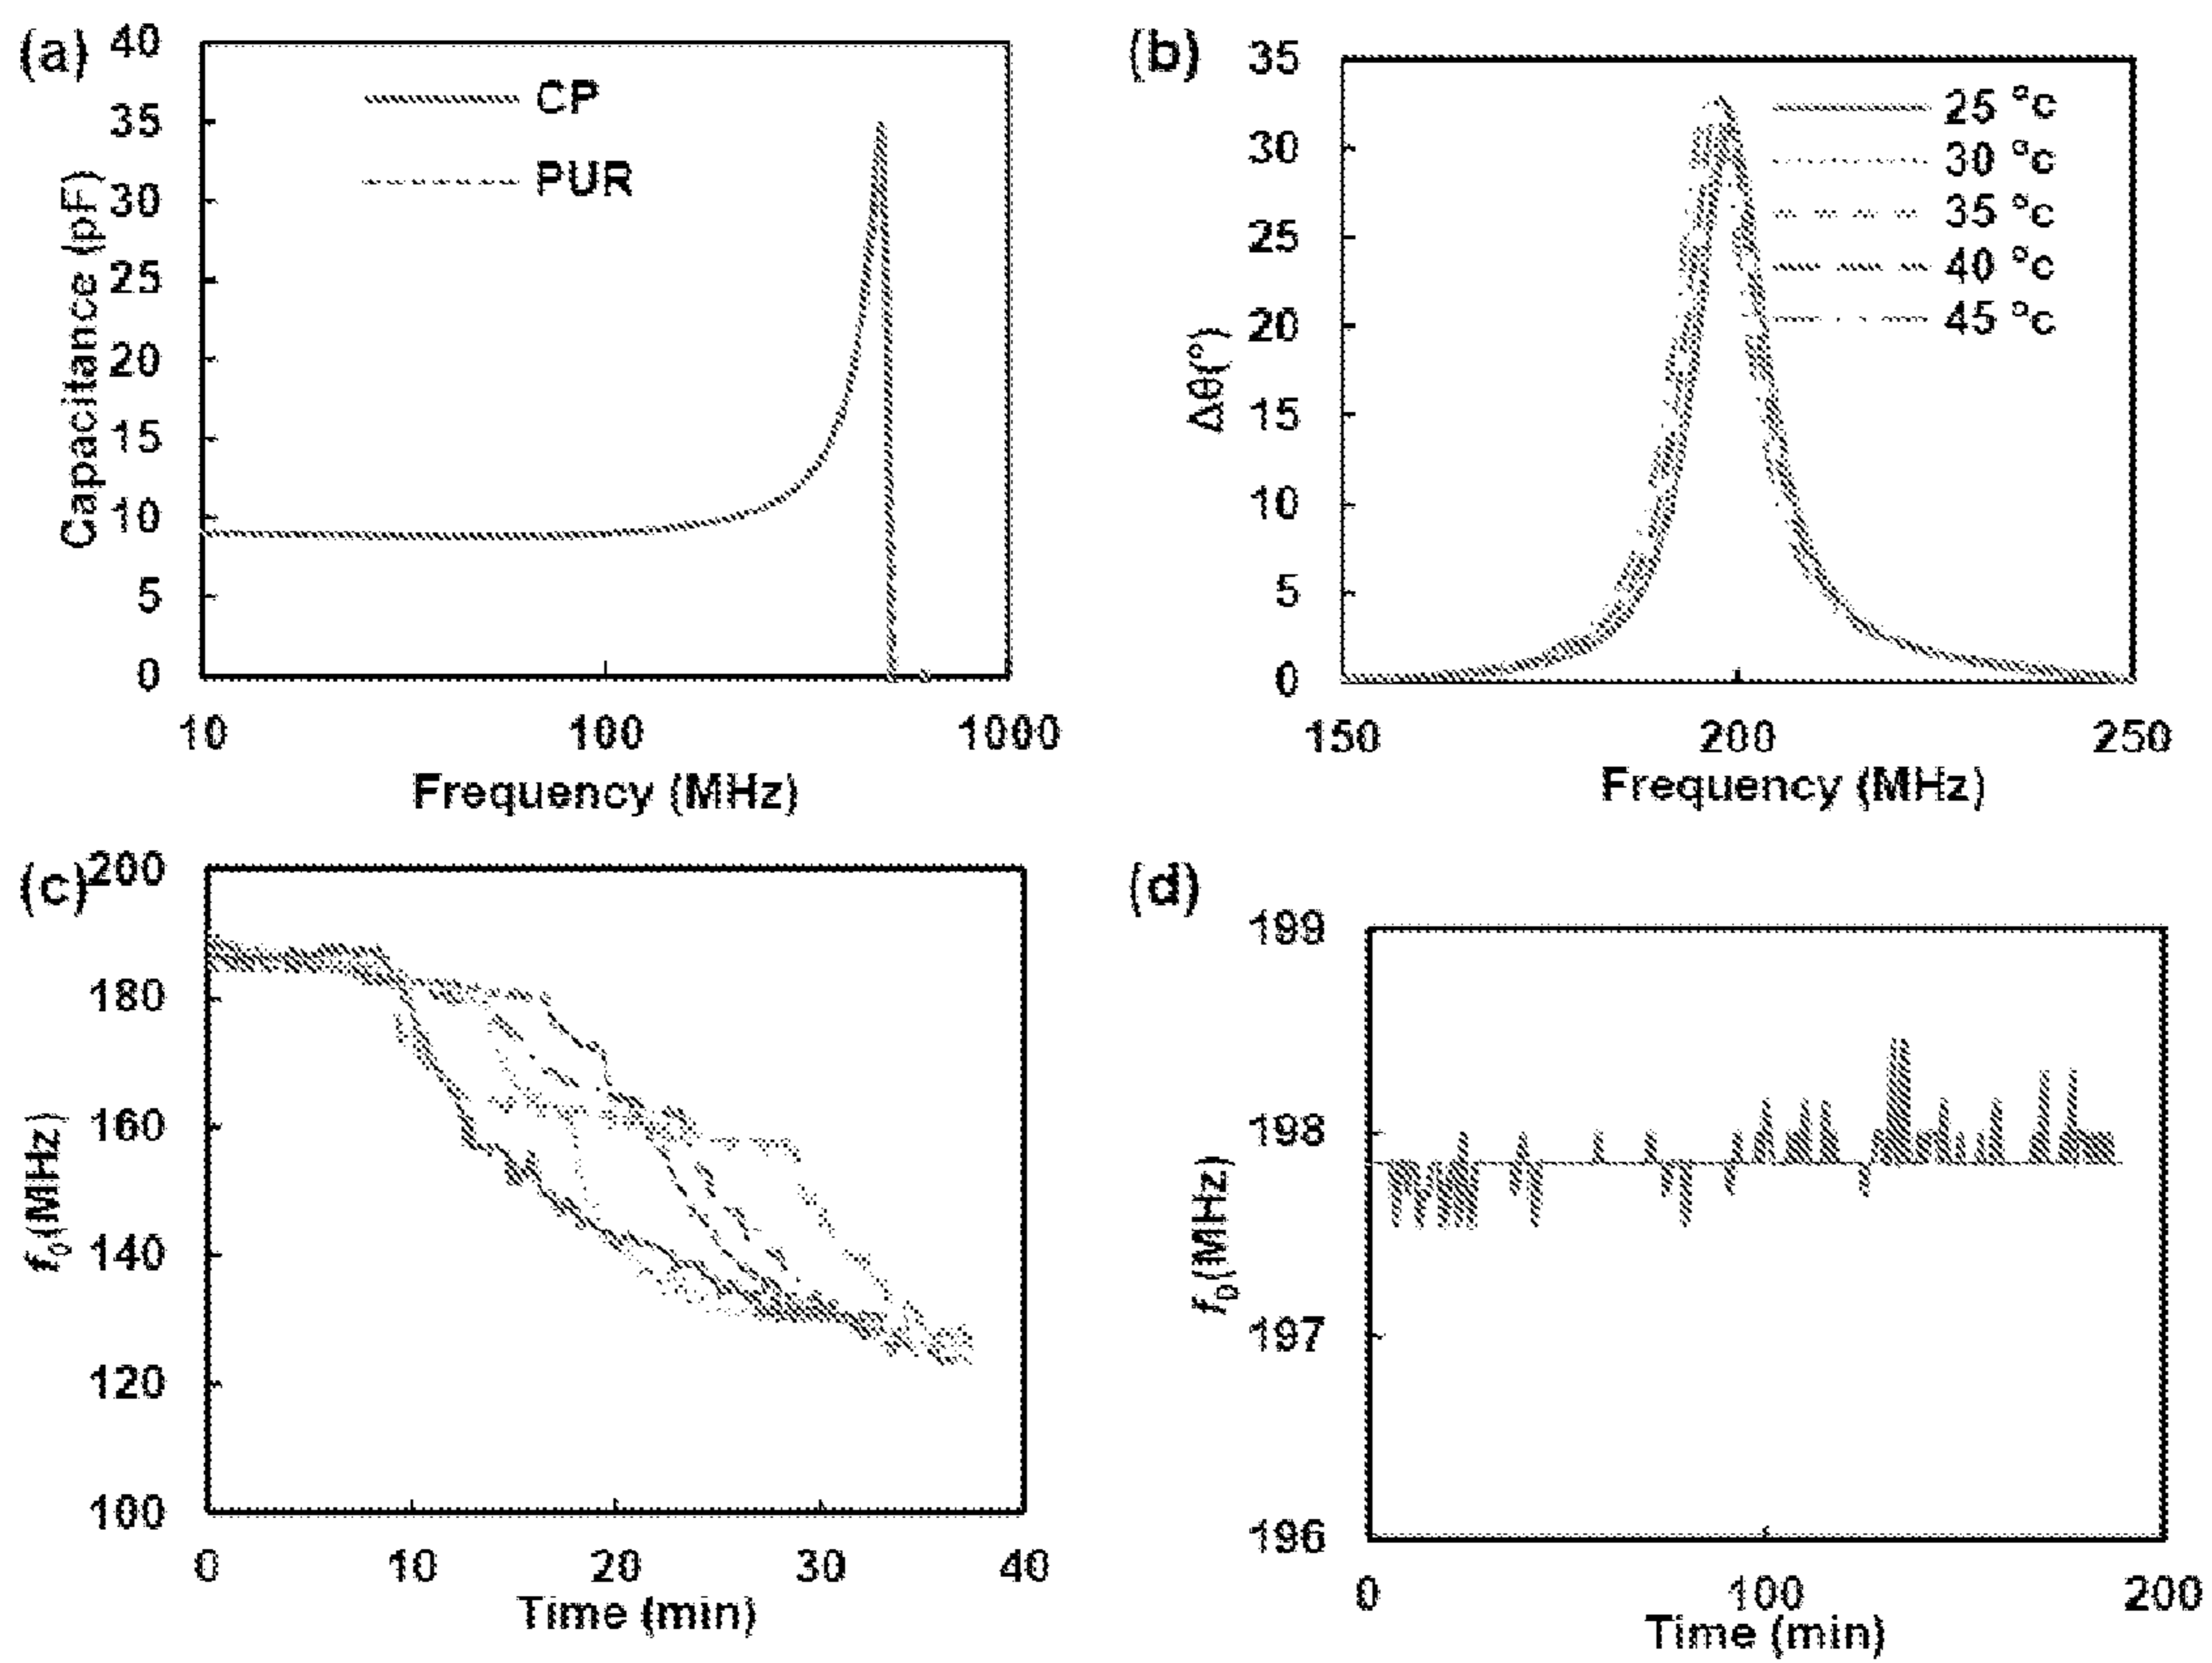 (a)
40
35
30
25
20
15
10
5
0
Capacitance (pF)
CP
PUR
10 100 1000
Frequency (MHz)
(b)
35
30
25
20
15
10
5
0
Δθ(°)
25 °c
30 °c
35 °c
40 °c
45 °c
150 200 250
Frequency (MHz)
(c)
200
180
160
140
120
100
f0(MHz)
0 10 20 30 40
Time (min)
(d)
199
198
197
196
f0(MHz)
0 100 200
Time (min)